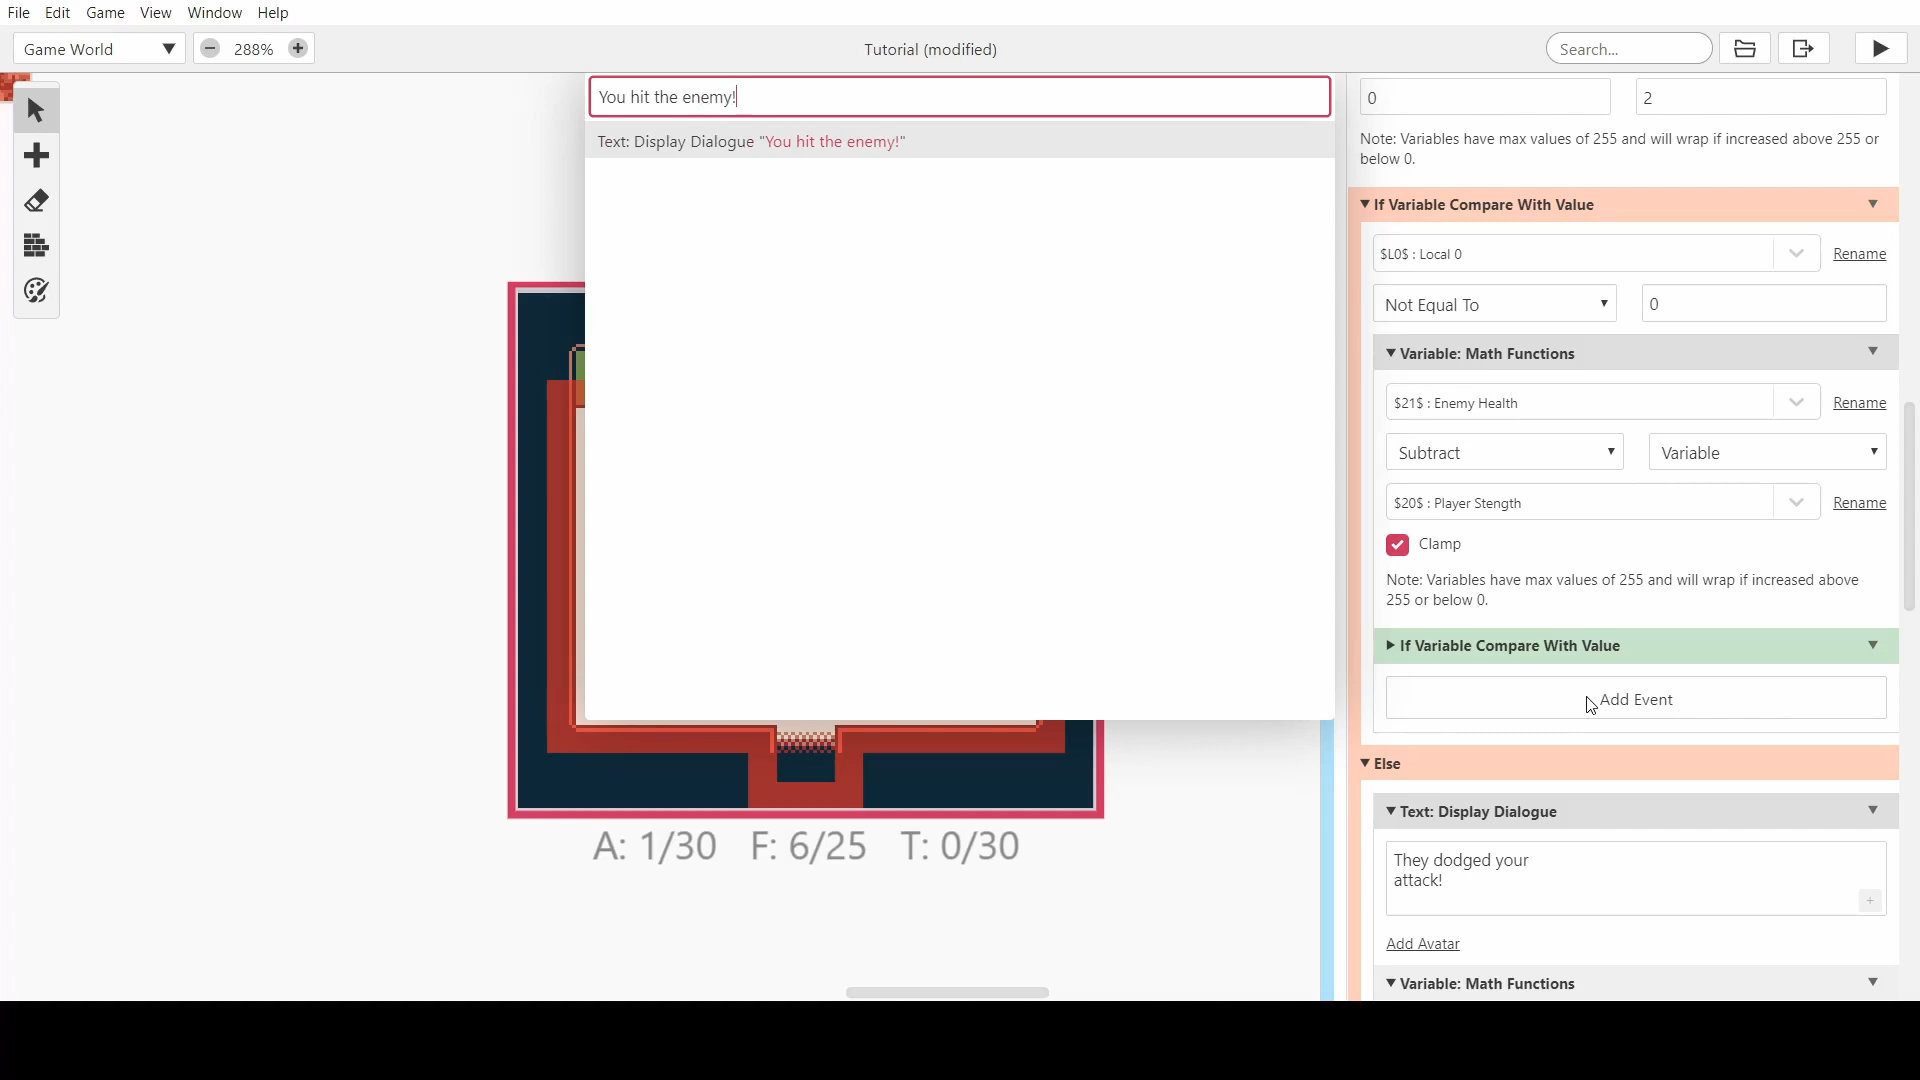 File Edit Game View Window Help
Game World
288%
Tutorial (modified)
Search...
You hit the enemy!
Text: Display Dialogue "You hit the enemy!"
A: 1/30 F: 6/25 T: 0/30
0
2
Note: Variables have max values of 255 and will wrap if increased above 255 or
below 0.
If Variable Compare With Value
$L0$ : Local 0
Rename
Not Equal To
0
Variable: Math Functions
$21$ : Enemy Health
Rename
Subtract
Variable
$20$ : Player Stength
Rename
Clamp
Note: Variables have max values of 255 and will wrap if increased above
255 or below 0.
If Variable Compare With Value
Add Event
Else
Text: Display Dialogue
They dodged your
attack!
Add Avatar
Variable: Math Functions